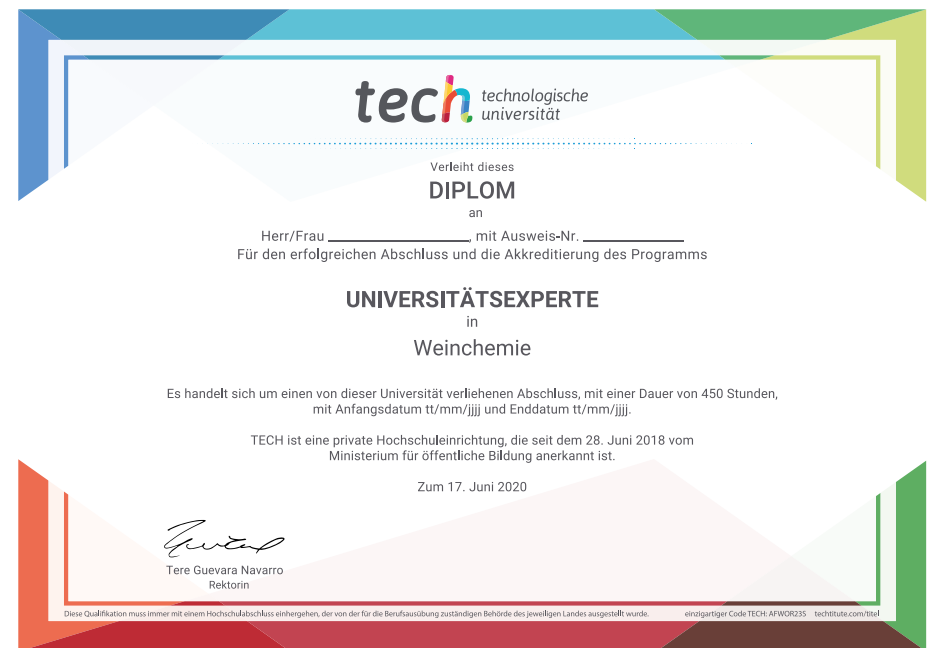 tech technologische
universität
Verleiht dieses
DIPLOM
an
Herr/Frau ____________________, mit Ausweis-Nr. ______________
Für den erfolgreichen Abschluss und die Akkreditierung des Programms
UNIVERSITÄTSEXPERTE
in
Weinchemie
Es handelt sich um einen von dieser Universität verliehenen Abschluss, mit einer Dauer von 450 Stunden,
mit Anfangsdatum tt/mm/jjjj und Enddatum tt/mm/jjjj.
TECH ist eine private Hochschuleinrichtung, die seit dem 28. Juni 2018 vom
Ministerium für öffentliche Bildung anerkannt ist.
Zum 17. Juni 2020
Tere Guevara Navarro
Rektorin
Diese Qualifikation muss immer mit einem Hochschulabschluss einhergehen, der von der für die Berufsausübung zuständigen Behörde des jeweiligen Landes ausgestellt wurde. einzigartiger Code TECH: AFWOR23S techtitute.com/titel